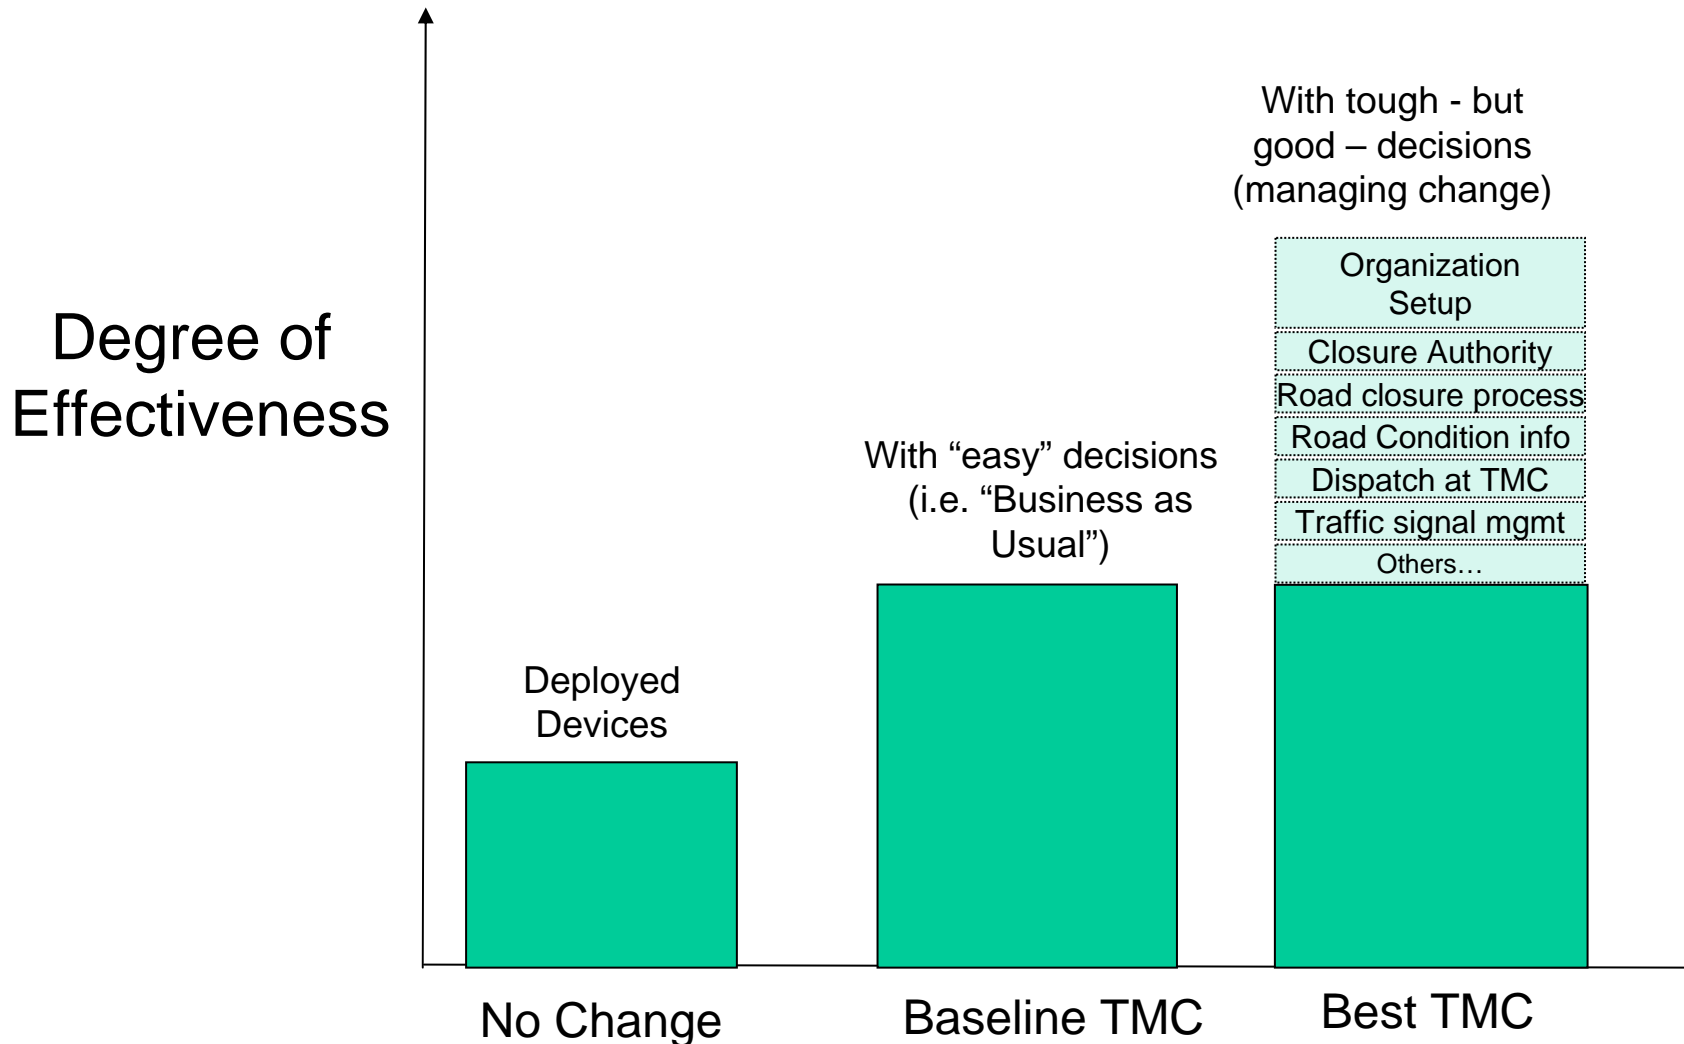 Degree of
Effectiveness
Deployed
Devices
With “easy” decisions
(i.e. “Business as
Usual”)
With tough - but
good – decisions
(managing change)
Organization
Setup
Closure Authority
Road closure process
Road Condition info
Dispatch at TMC
Traffic signal mgmt
Others…
No Change
Baseline TMC
Best TMC